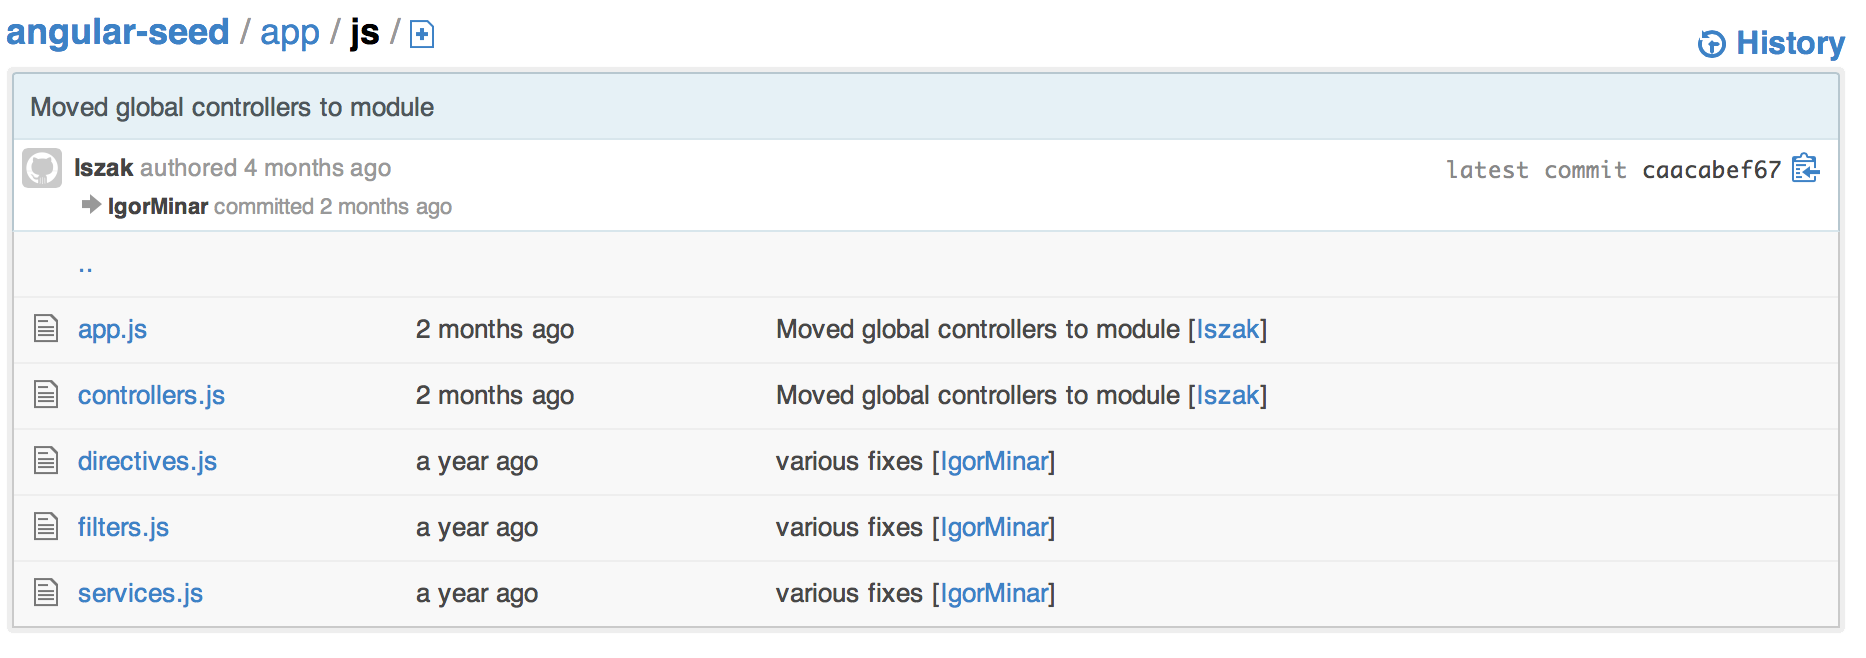 angular-seed / app / js /
History
Moved global controllers to module
Iszak authored 4 months ago
latest commit caacabef67
IgorMinar committed 2 months ago
..
app.js 2 months ago Moved global controllers to module [Iszak]
controllers.js 2 months ago Moved global controllers to module [Iszak]
directives.js a year ago various fixes [IgorMinar]
filters.js a year ago various fixes [IgorMinar]
services.js a year ago various fixes [IgorMinar]